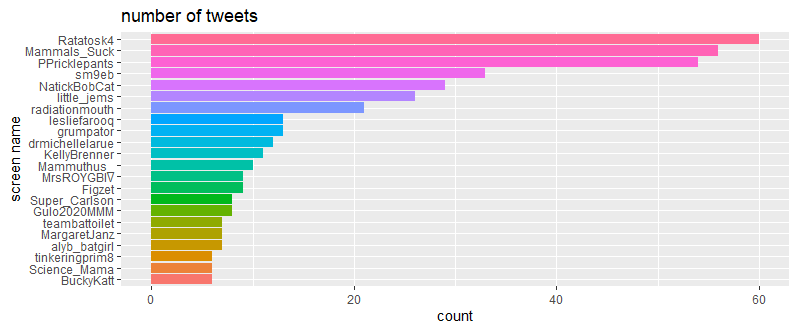 number of tweets
Ratatosk4
Mammals_Suck
PPricklepants
sm9eb
NatickBobCat
little_jems
radiationmouth
lesliefarooq
grumpator
drmichellelarue
KellyBrenner
Mammuthus_
MrsROYGBIV
Figzet
Super_Carlson
Gulo2020MMM
teambattoilet
MargaretJanz
alyb_batgirl
tinkeringprim8
Science_Mama
BuckyKatt
screen name
0 20 40 60
count